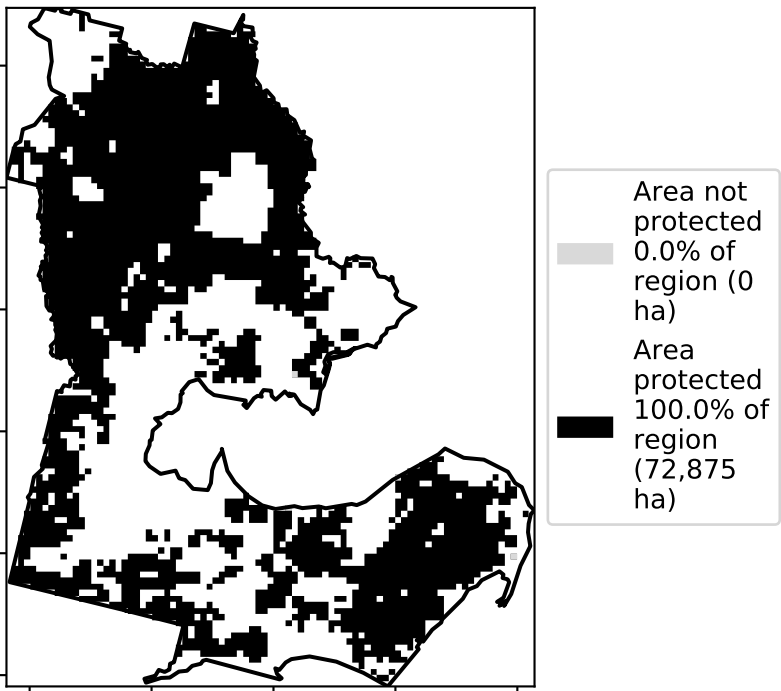 Area not
protected
0.0% of
region (0
ha)
Area
protected
100.0% of
region
(72,875
ha)